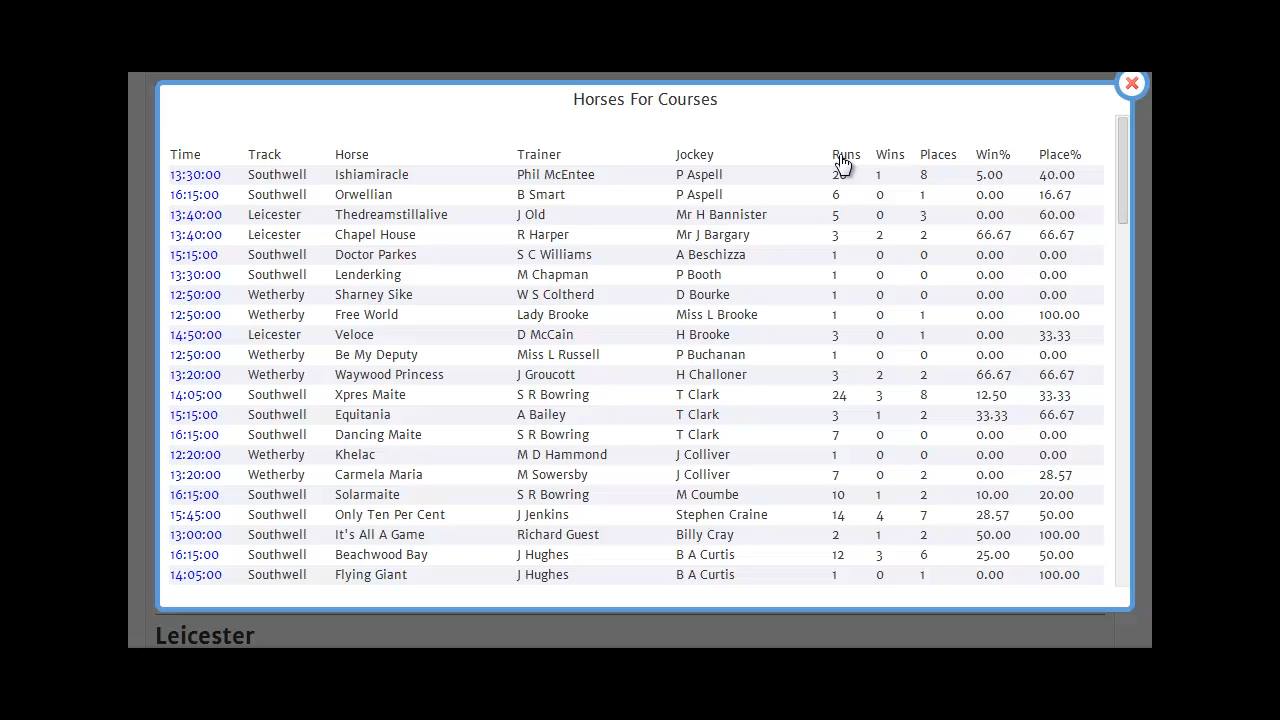 Horses For Courses
Time Track Horse Trainer Jockey Runs Wins Places Win% Place%
13:30:00 Southwell Ishiamiracle Phil McEntee P Aspell 20 1 8 5.00 40.00
16:15:00 Southwell Orwellian B Smart P Aspell 6 0 1 0.00 16.67
13:40:00 Leicester Thedreamstillalive J Old Mr H Bannister 5 0 3 0.00 60.00
13:40:00 Leicester Chapel House R Harper Mr J Bargary 3 2 2 66.67 66.67
15:15:00 Southwell Doctor Parkes S C Williams A Beschizza 1 0 0 0.00 0.00
13:30:00 Southwell Lenderking M Chapman P Booth 1 0 0 0.00 0.00
12:50:00 Wetherby Sharney Sike W S Coltherd D Bourke 1 0 0 0.00 0.00
12:50:00 Wetherby Free World Lady Brooke Miss L Brooke 1 0 1 0.00 100.00
14:50:00 Leicester Veloce D McCain H Brooke 3 0 1 0.00 33.33
12:50:00 Wetherby Be My Deputy Miss L Russell P Buchanan 1 0 0 0.00 0.00
13:20:00 Wetherby Waywood Princess J Groucott H Challoner 3 2 2 66.67 66.67
14:05:00 Southwell Xpres Maite S R Bowring T Clark 24 3 8 12.50 33.33
15:15:00 Southwell Equitania A Bailey T Clark 3 1 2 33.33 66.67
16:15:00 Southwell Dancing Maite S R Bowring T Clark 7 0 0 0.00 0.00
12:20:00 Wetherby Khelac M D Hammond J Colliver 1 0 0 0.00 0.00
13:20:00 Wetherby Carmela Maria M Sowersby J Colliver 7 0 2 0.00 28.57
16:15:00 Southwell Solarmaite S R Bowring M Coumbe 10 1 2 10.00 20.00
15:45:00 Southwell Only Ten Per Cent J Jenkins Stephen Craine 14 4 7 28.57 50.00
13:00:00 Southwell It's All A Game Richard Guest Billy Cray 2 1 2 50.00 100.00
16:15:00 Southwell Beachwood Bay J Hughes B A Curtis 12 3 6 25.00 50.00
14:05:00 Southwell Flying Giant J Hughes B A Curtis 1 0 1 0.00 100.00
Leicester